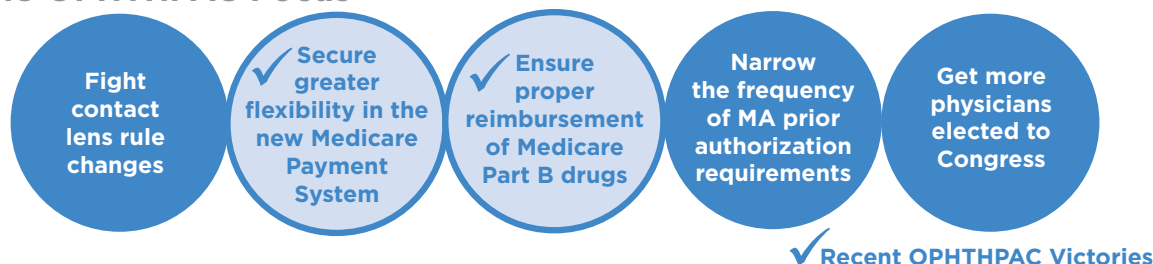 OPHTHPAC Focus
Fight
contact
lens rule
changes
Secure
greater
flexibility in the
new Medicare
Payment
System
Ensure
proper
reimbursement
of Medicare
Part B drugs
Narrow
the frequency
of MA prior
authorization
requirements
Get more
physicians
elected to
Congress
Recent OPHTHPAC Victories